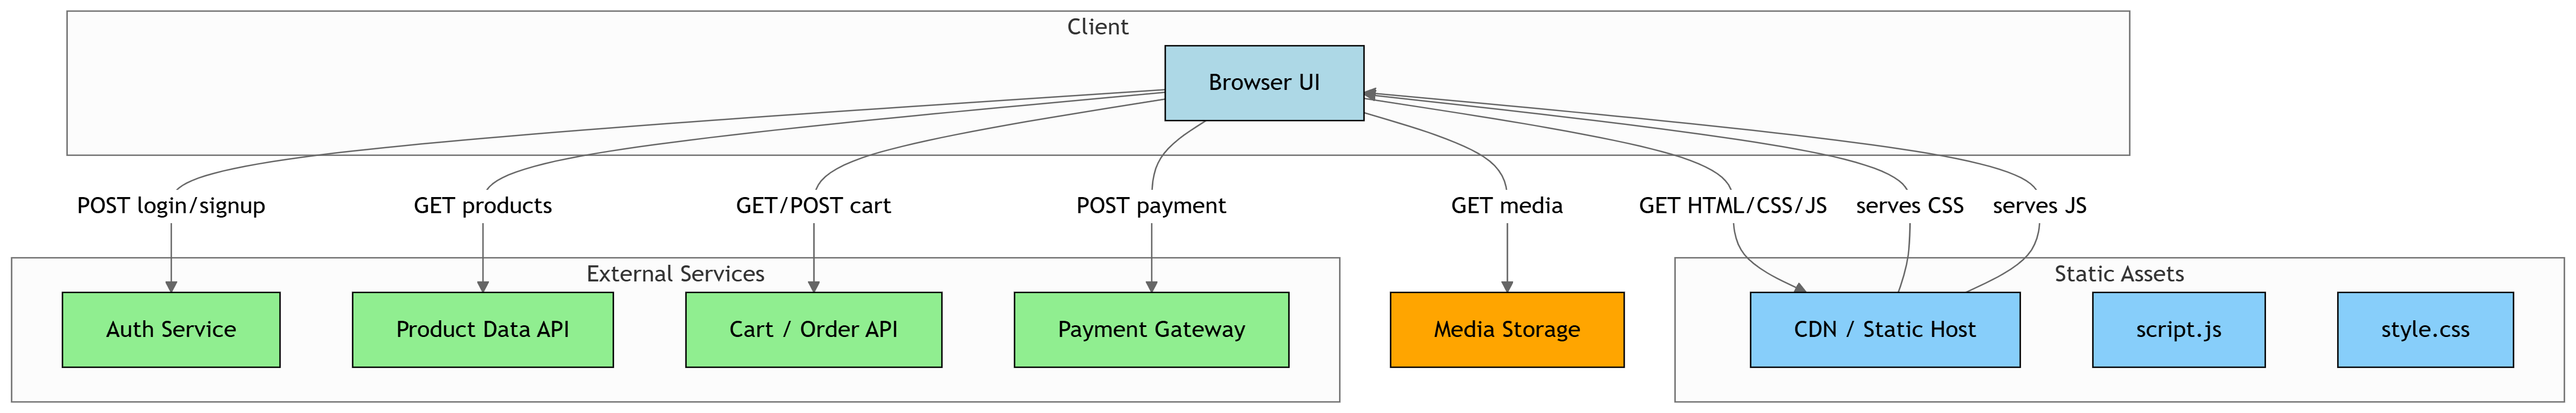 Client
Browser UI
POST login/signup
GET products
GET/POST cart
POST payment
GET media
GET HTML/CSS/JS
serves CSS
serves JS
External Services
Static Assets
Auth Service
Product Data API
Cart / Order API
Payment Gateway
Media Storage
CDN / Static Host
script.js
style.css